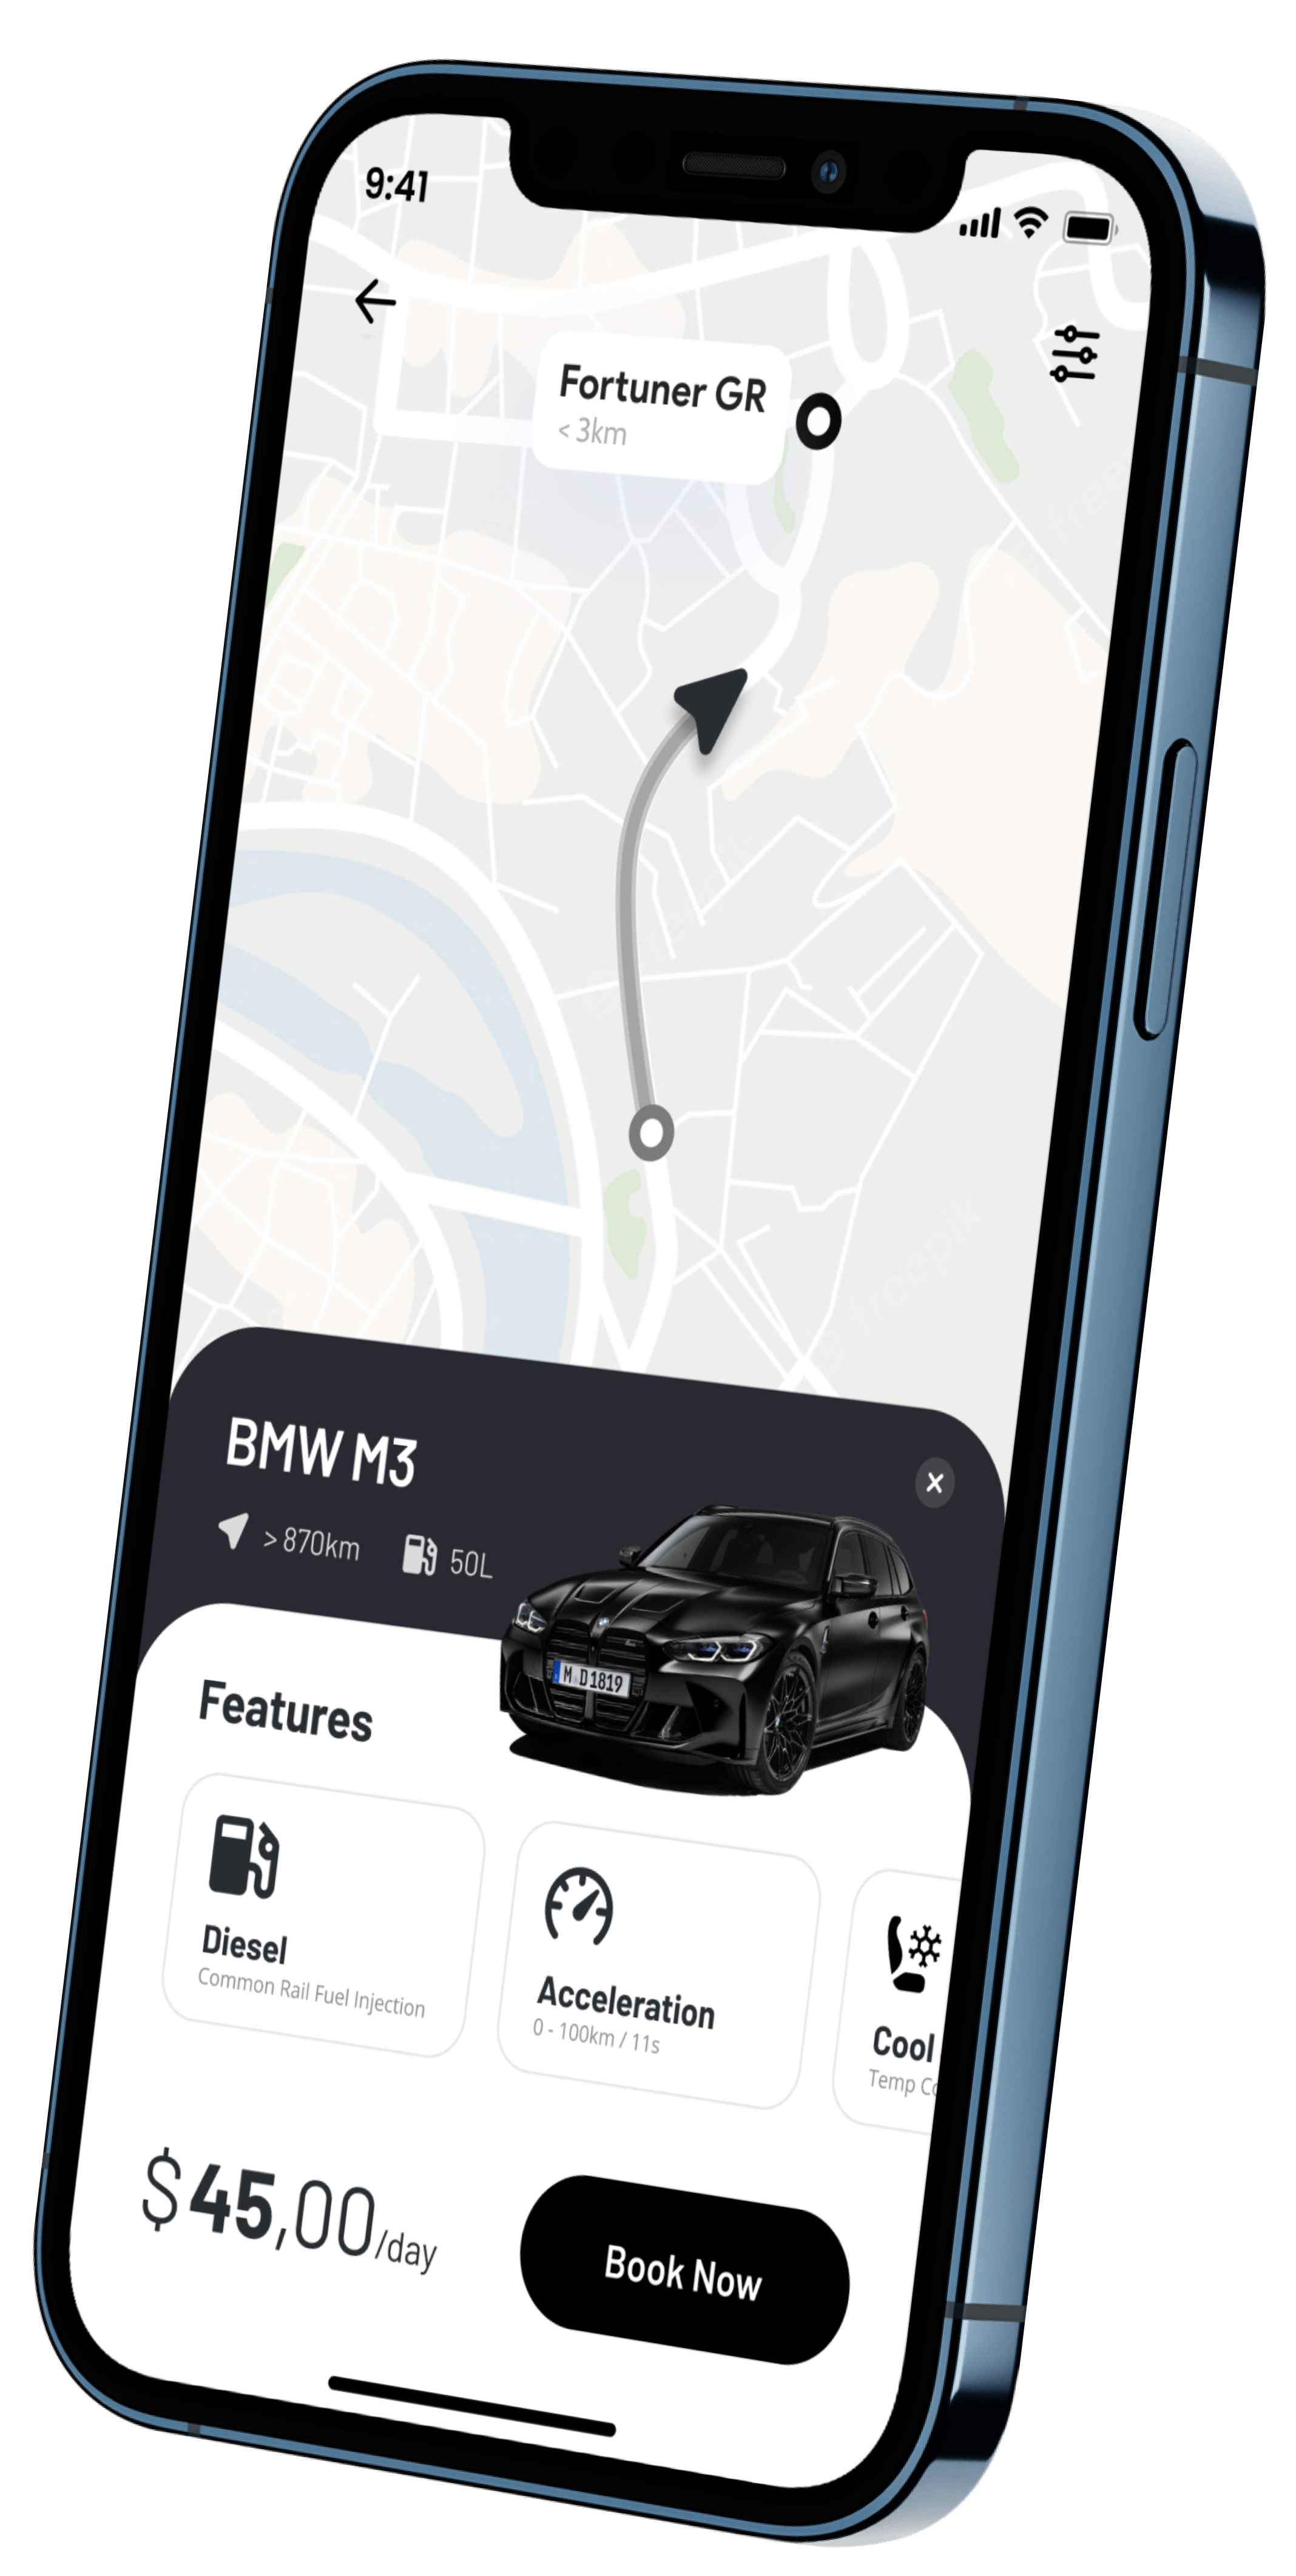 9:41
Fortuner GR
< 3km
freepik
BMW M3
> 870km
50L
M D1819
Features
Diesel
Common Rail Fuel Injection
Acceleration
0 - 100km / 11s
Cool
Temp
$45,00/day
Book Now